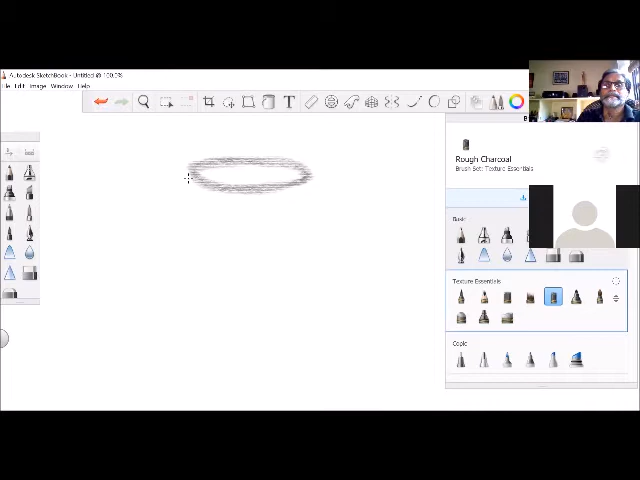 Autodesk SketchBook - Untitled @ 100.0%
File Edit Image Window Help
T
Rough Charcoal
Brush Set: Texture Essentials
Basic
Texture Essentials
Copic